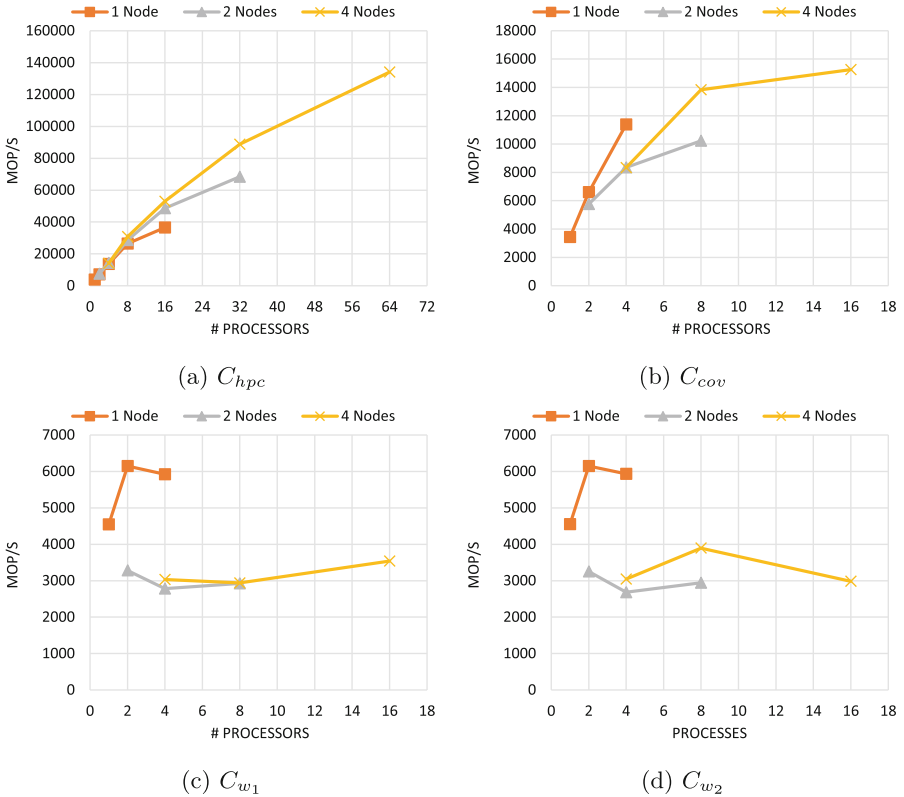 1 Node 2 Nodes 4 Nodes
160000
140000
120000
100000
80000
60000
40000
20000
0
MOP/S
0 8 16 24 32 40 48 56 64 72
# PROCESSORS
(a) C_hpc
1 Node 2 Nodes 4 Nodes
18000
16000
14000
12000
10000
8000
6000
4000
2000
0
MOP/S
0 2 4 6 8 10 12 14 16 18
# PROCESSORS
(b) C_cov
1 Node 2 Nodes 4 Nodes
7000
6000
5000
4000
3000
2000
1000
0
MOP/S
0 2 4 6 8 10 12 14 16 18
# PROCESSORS
(c) C_w1
1 Node 2 Nodes 4 Nodes
7000
6000
5000
4000
3000
2000
1000
0
MOP/S
0 2 4 6 8 10 12 14 16 18
PROCESSES
(d) C_w2